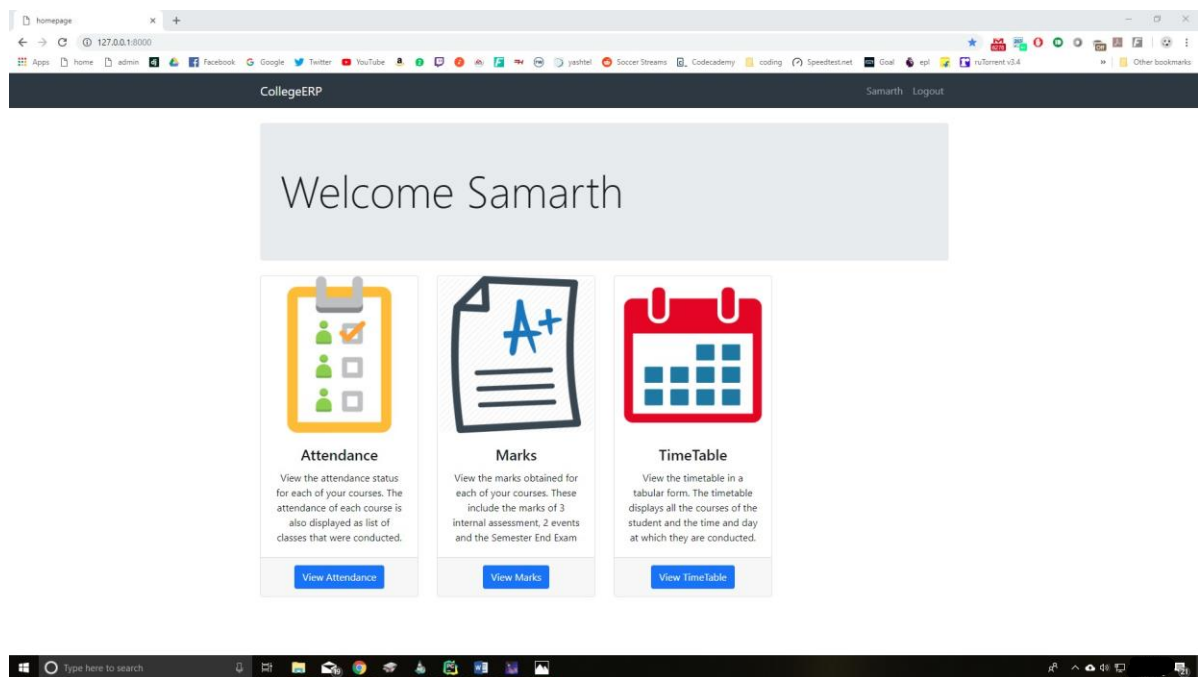 homepage
127.0.0.1:8000
Apps home admin Facebook Google Twitter YouTube yashtel Soccer Streams Codecademy coding Speedtest.net Goal epl ruTorrent v3.4 Other bookmarks
CollegeERP Samarth Logout
Welcome Samarth
A+
Attendance
View the attendance status
for each of your courses. The
attendance of each course is
also displayed as list of
classes that were conducted.
View Attendance
Marks
View the marks obtained for
each of your courses. These
include the marks of 3
internal assessment, 2 events
and the Semester End Exam
View Marks
TimeTable
View the timetable in a
tabular form. The timetable
displays all the courses of the
student and the time and day
at which they are conducted.
View TimeTable
Type here to search